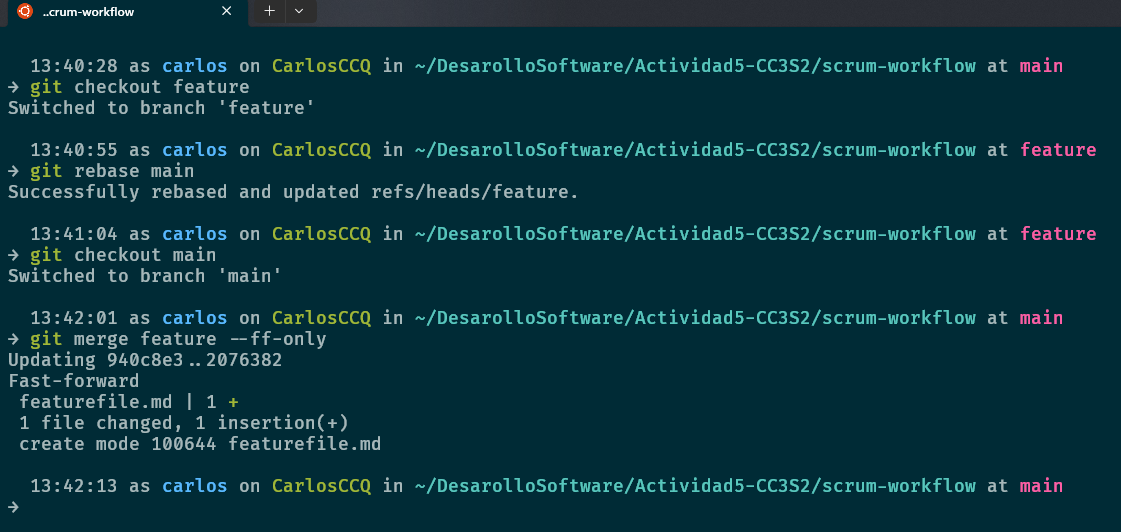 ..crum-workflow
13:40:28 as carlos on CarlosCCQ in ~/DesarolloSoftware/Actividad5-CC3S2/scrum-workflow at main
→ git checkout feature
Switched to branch 'feature'
13:40:55 as carlos on CarlosCCQ in ~/DesarolloSoftware/Actividad5-CC3S2/scrum-workflow at feature
→ git rebase main
Successfully rebased and updated refs/heads/feature.
13:41:04 as carlos on CarlosCCQ in ~/DesarolloSoftware/Actividad5-CC3S2/scrum-workflow at feature
→ git checkout main
Switched to branch 'main'
13:42:01 as carlos on CarlosCCQ in ~/DesarolloSoftware/Actividad5-CC3S2/scrum-workflow at main
→ git merge feature --ff-only
Updating 940c8e3..2076382
Fast-forward
featurefile.md | 1 +
1 file changed, 1 insertion(+)
create mode 100644 featurefile.md
13:42:13 as carlos on CarlosCCQ in ~/DesarolloSoftware/Actividad5-CC3S2/scrum-workflow at main
→